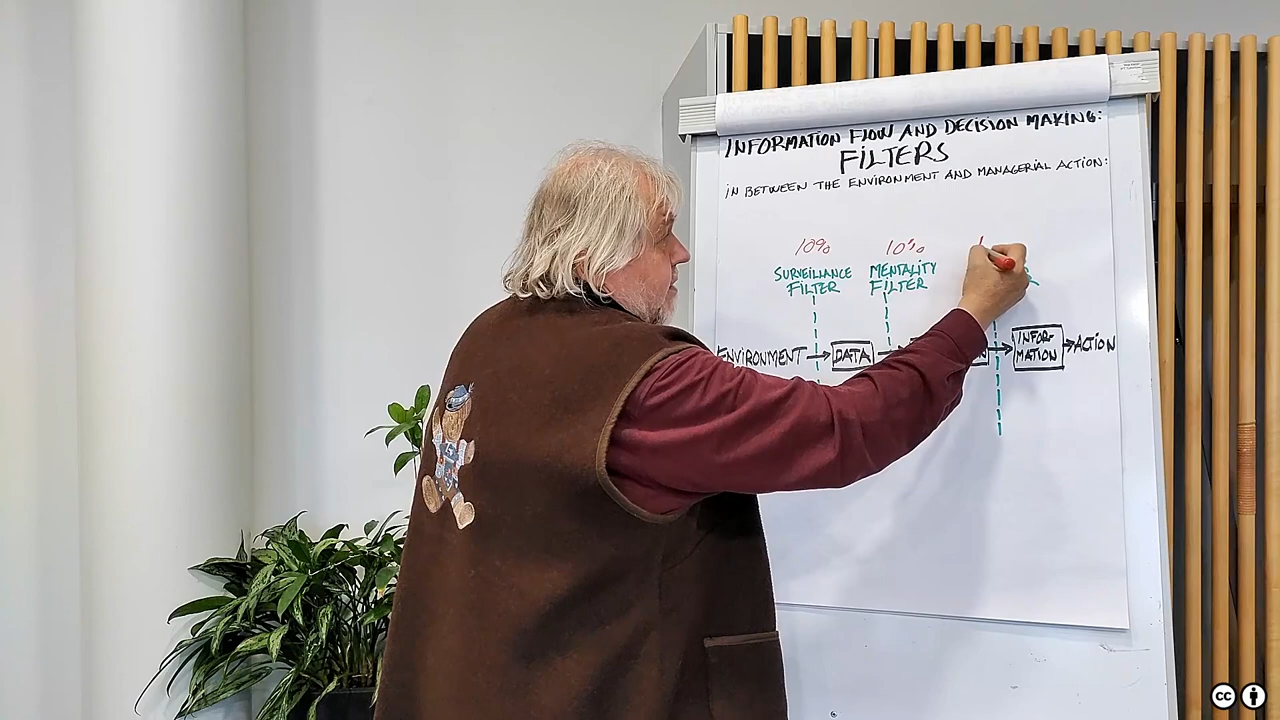 INFORMATION FLOW AND DECISION MAKING:
FILTERS
IN BETWEEN THE ENVIRONMENT AND MANAGERIAL ACTION:
10% 10%
SURVEILLANCE MENTALITY
FILTER FILTER
ENVIRONMENT DATA INFOR-
MATION ACTION
CC